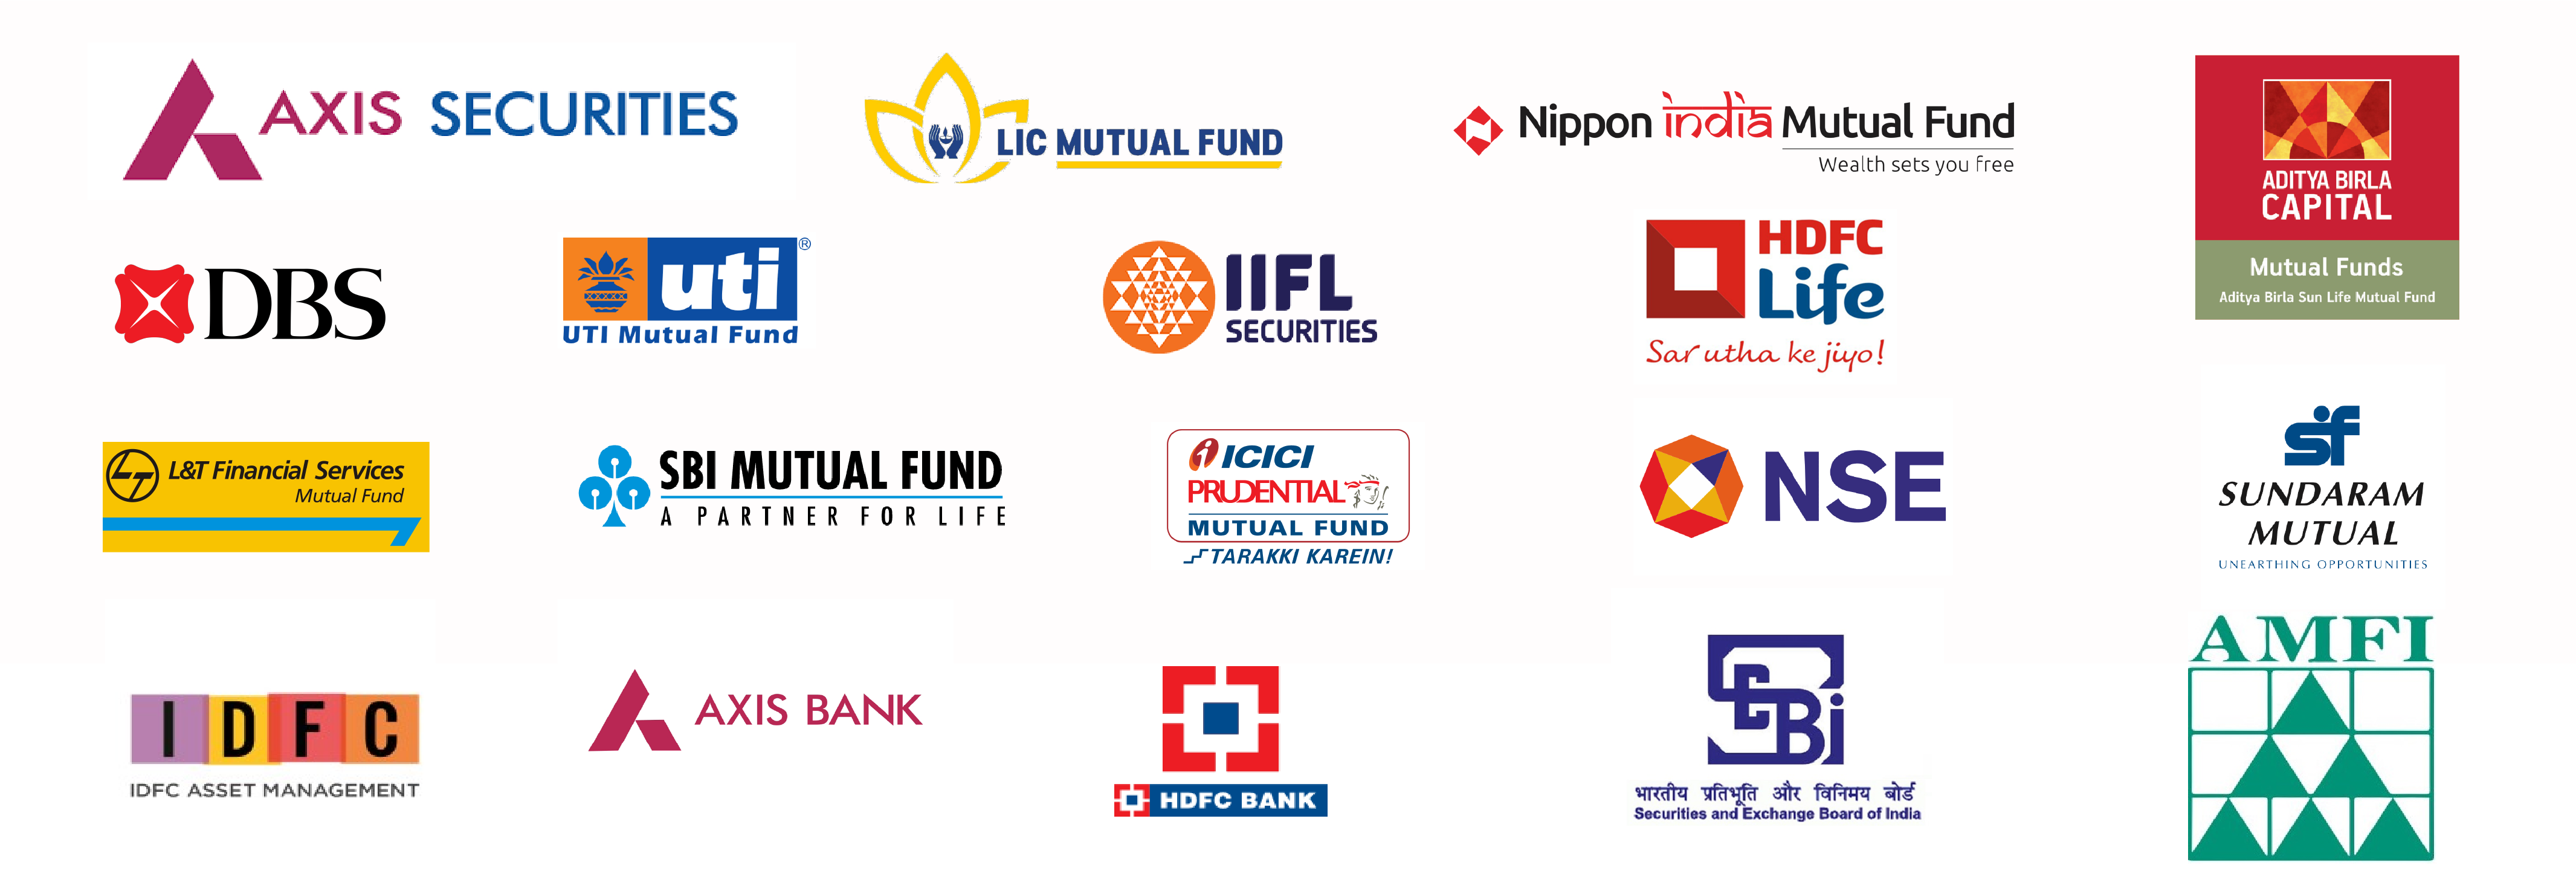 AXIS SECURITIES
LIC MUTUAL FUND
Nippon india Mutual Fund
Wealth sets you free
ADITYA BIRLA
CAPITAL
Mutual Funds
Aditya Birla Sun Life Mutual Fund
DBS
uti ®
UTI Mutual Fund
IIFL
SECURITIES
HDFC
Life
Sar utha ke jiyo!
LT L&T Financial Services
Mutual Fund
SBI MUTUAL FUND
A PARTNER FOR LIFE
i ICICI
PRUDENTIAL
MUTUAL FUND
TARAKKI KAREIN!
NSE
sf
SUNDARAM
MUTUAL
UNEARTHING OPPORTUNITIES
IDFC
IDFC ASSET MANAGEMENT
AXIS BANK
HDFC BANK
SEBi
भारतीय प्रतिभूति और विनिमय बोर्ड
Securities and Exchange Board of India
AMFI